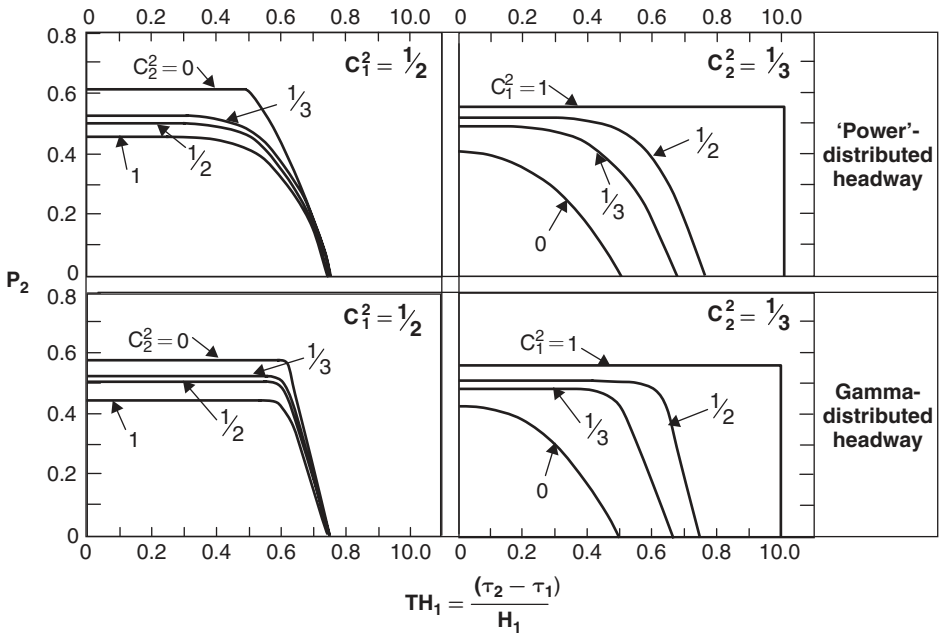 0 0.2 0.4 0.6 0.8 10.0
0 0.2 0.4 0.6 0.8 10.0
0.8
0.6
0.4
0.2
0
C₂² = 0
1/3
1/2
1
C₁² = 1/2
C₁² = 1
1/2
1/3
0
C₂² = 1/3
'Power'-
distributed
headway
P₂
0.8
0.6
0.4
0.2
0
C₂² = 0
1/3
1/2
1
C₁² = 1/2
C₁² = 1
1/2
1/3
0
C₂² = 1/3
Gamma-
distributed
headway
0 0.2 0.4 0.6 0.8 10.0
0 0.2 0.4 0.6 0.8 10.0
TH₁ = (τ₂ − τ₁)
H₁